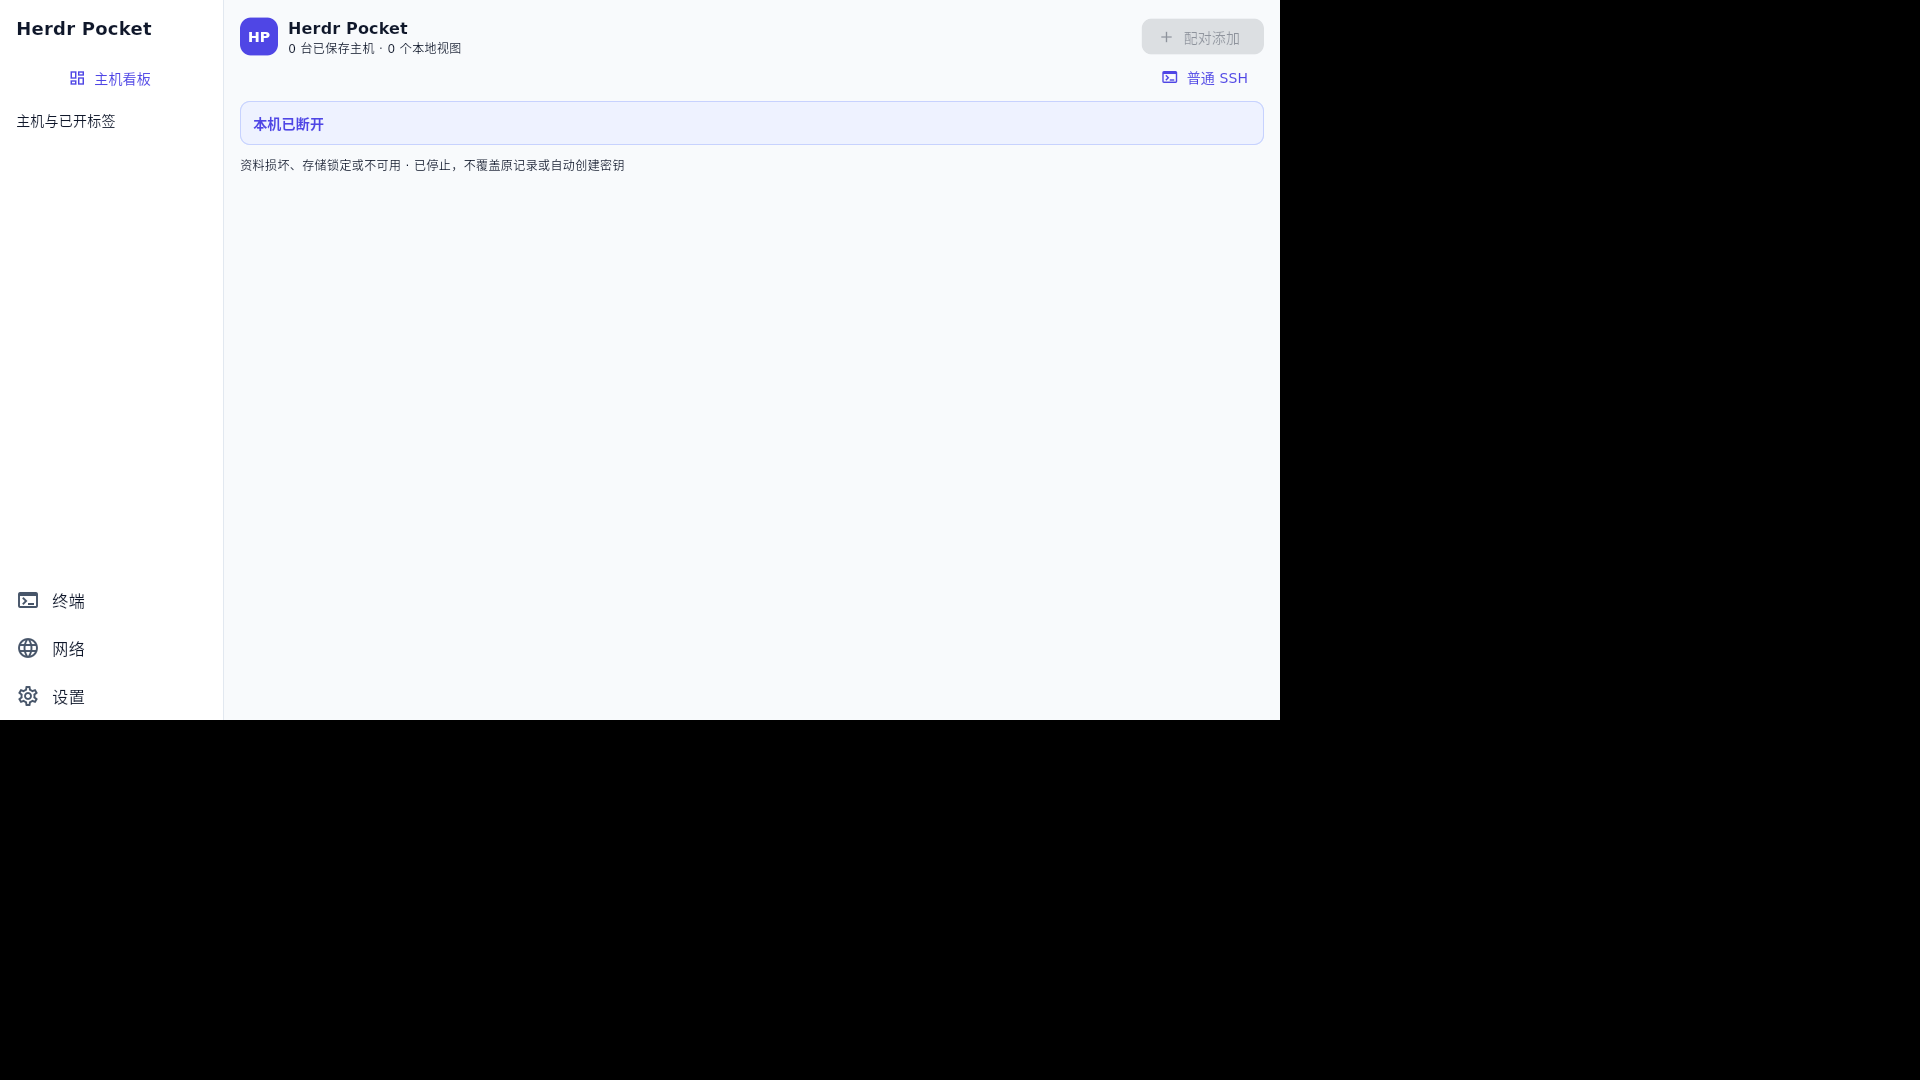 Herdr Pocket
主机看板
主机与已开标签
终端
网络
设置
HP
Herdr Pocket
0 台已保存主机 · 0 个本地视图
配对添加
普通 SSH
本机已断开
资料损坏、存储锁定或不可用 · 已停止，不覆盖原记录或自动创建密钥